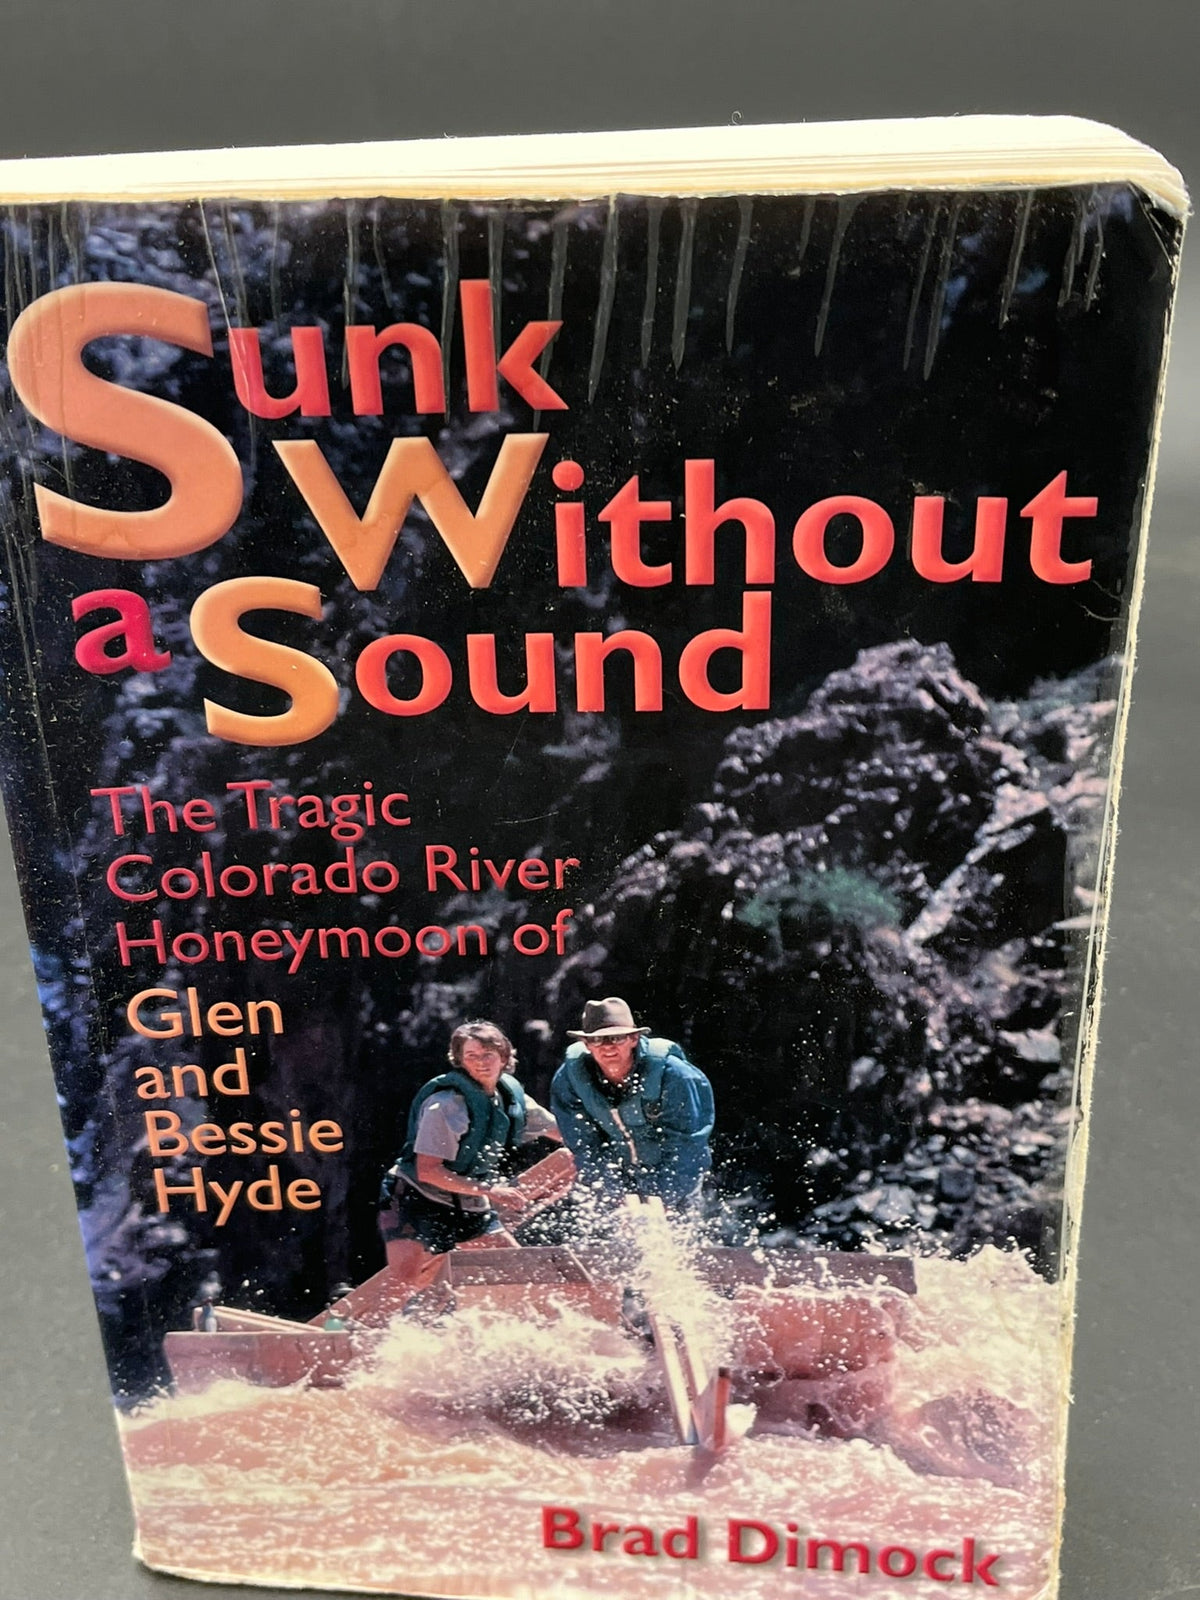 Sunk
Without
a Sound
The Tragic
Colorado River
Honeymoon of
Glen
and
Bessie
Hyde
Brad Dimock